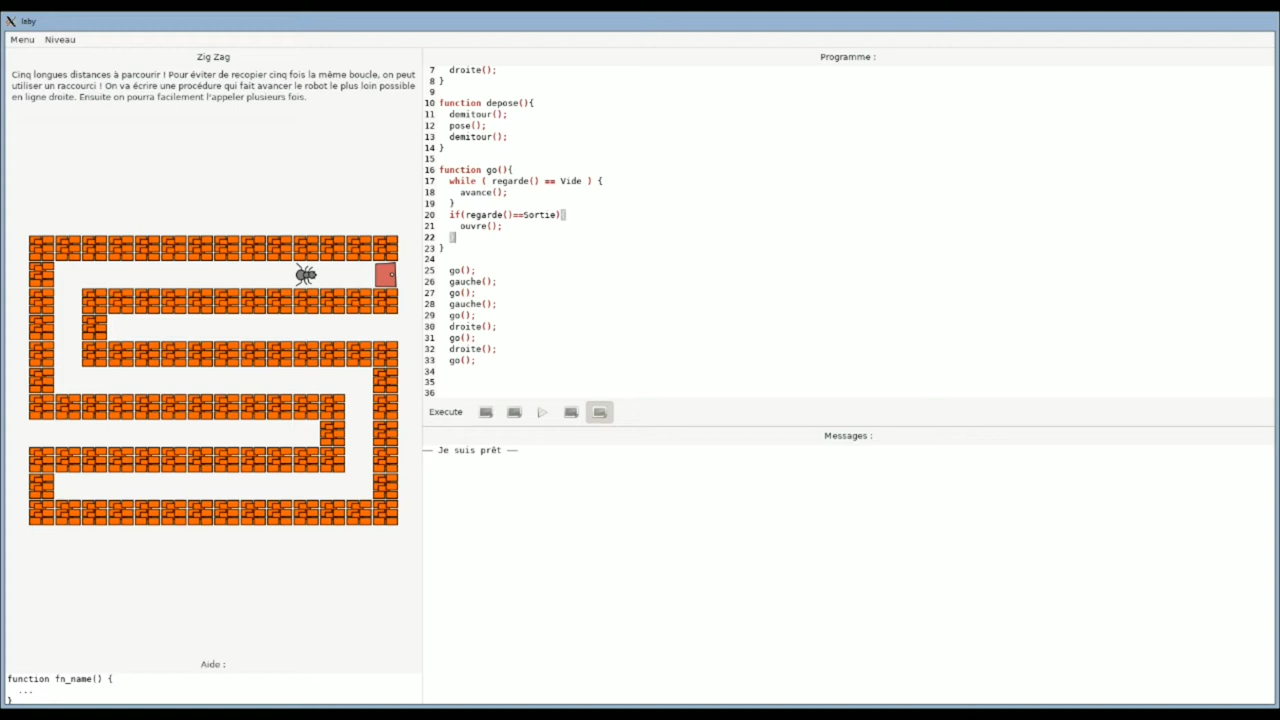 laby
Menu Niveau
Zig Zag
Cinq longues distances à parcourir ! Pour éviter de recopier cinq fois la même boucle, on peut
utiliser un raccourci ! On va écrire une procédure qui fait avancer le robot le plus loin possible
en ligne droite. Ensuite on pourra facilement l'appeler plusieurs fois.
Aide :
function fn_name() {
...
}
Programme :
7 droite();
8 }
9
10 function depose(){
11 demitour();
12 pose();
13 demitour();
14 }
15
16 function go(){
17 while ( regarde() == Vide ) {
18 avance();
19 }
20 if(regarde()==Sortie){
21 ouvre();
22 }
23 }
24
25 go();
26 gauche();
27 go();
28 gauche();
29 go();
30 droite();
31 go();
32 droite();
33 go();
34
35
36
Execute
Messages :
— Je suis prêt —